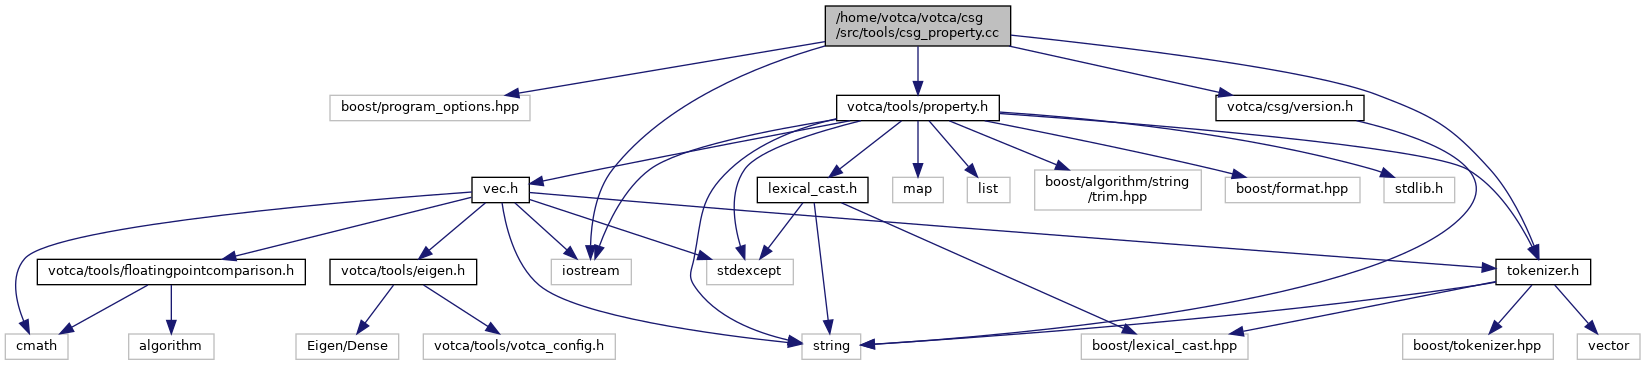 /home/votca/votca/csg
/src/tools/csg_property.cc
boost/program_options.hpp
votca/tools/property.h
votca/csg/version.h
vec.h
lexical_cast.h
map
list
boost/algorithm/string
/trim.hpp
boost/format.hpp
stdlib.h
votca/tools/floatingpointcomparison.h
votca/tools/eigen.h
iostream
stdexcept
tokenizer.h
cmath
algorithm
Eigen/Dense
votca/tools/votca_config.h
string
boost/lexical_cast.hpp
boost/tokenizer.hpp
vector